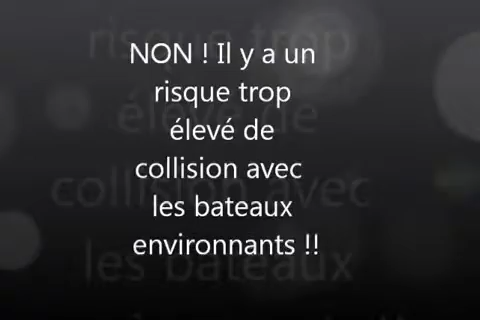 NON ! Il y a un
risque trop
élevé de
collision avec
les bateaux
environnants !!